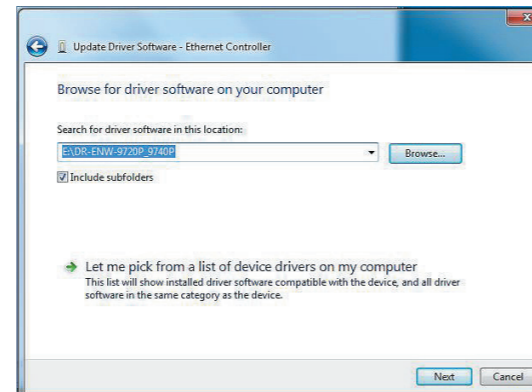 Update Driver Software - Ethernet Controller
Browse for driver software on your computer
Search for driver software in this location:
E:\DR-ENW-9720P_9740P
Browse...
Include subfolders
Let me pick from a list of device drivers on my computer
This list will show installed driver software compatible with the device, and all driver
software in the same category as the device.
Next
Cancel